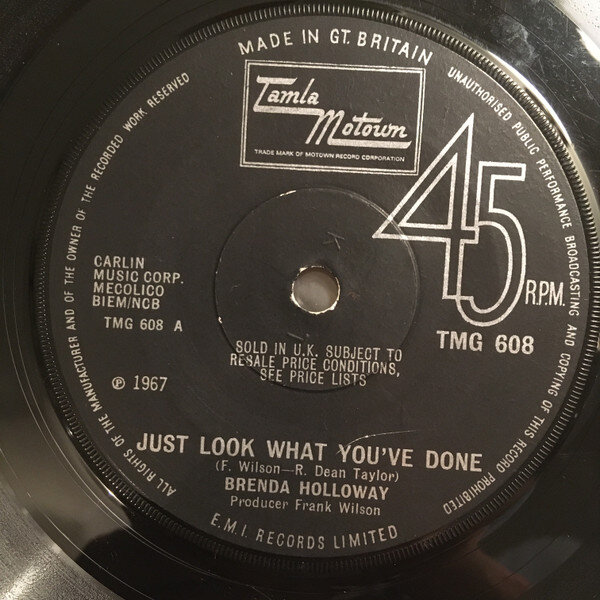 MADE IN GT. BRITAIN
UNAUTHORISED PUBLIC PERFORMANCE BROADCASTING AND COPYING OF THIS RECORD PROHIBITED
ALL RIGHTS OF THE MANUFACTURER AND OF THE OWNER OF THE RECORDED WORK RESERVED
Tamla
Motown
TRADE MARK OF MOTOWN RECORD CORPORATION
45
R.P.M.
TMG 608
CARLIN
MUSIC CORP.
MECOLICO
BIEM/NCB
TMG 608 A
SOLD IN U.K. SUBJECT TO
RESALE PRICE CONDITIONS,
SEE PRICE LISTS
℗ 1967
JUST LOOK WHAT YOU'VE DONE
(F. Wilson—R. Dean Taylor)
BRENDA HOLLOWAY
Producer Frank Wilson
E.M.I. RECORDS LIMITED